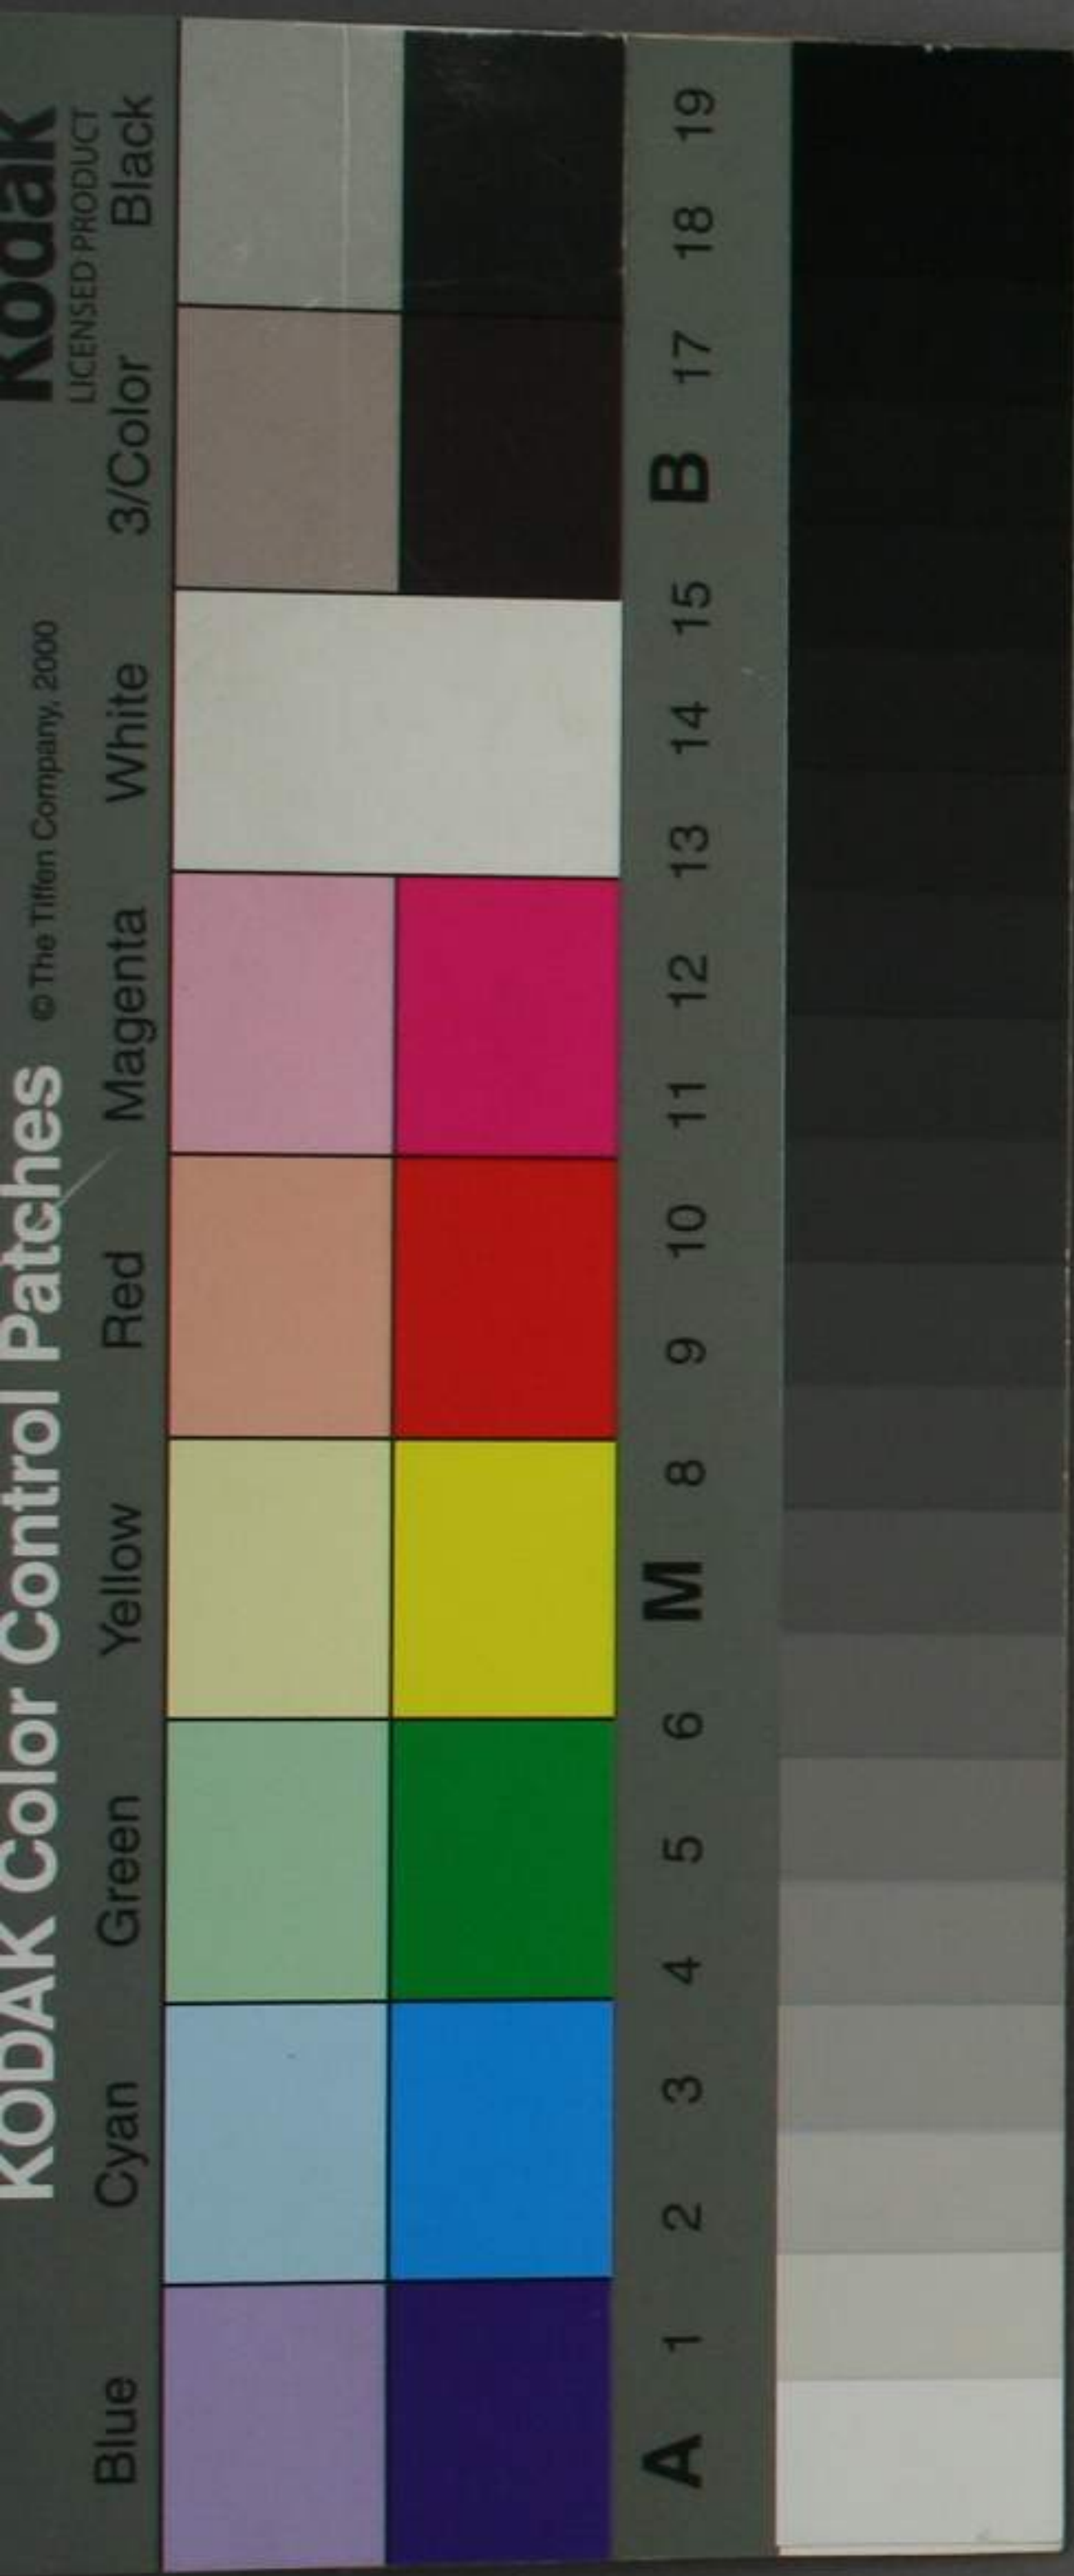 KODAK Color Control Patches © The Tiffen Company, 2000
Kodak
LICENSED PRODUCT
Blue Cyan Green Yellow Red Magenta White 3/Color Black
A 1 2 3 4 5 6 M 8 9 10 11 12 13 14 15 B 17 18 19